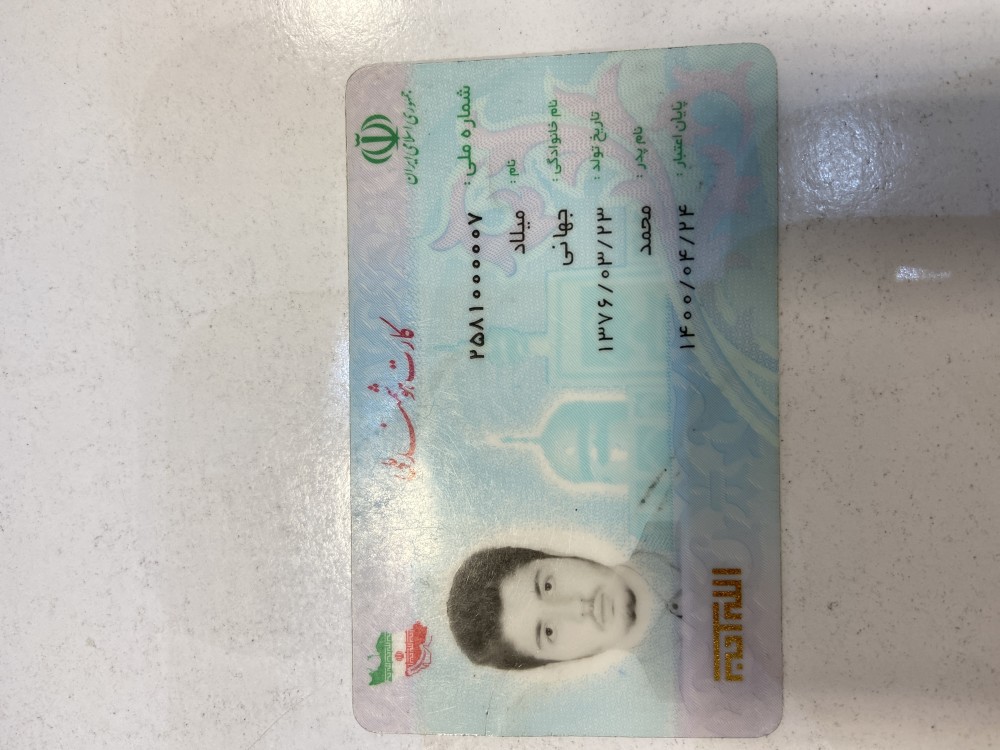 جمهوری اسلامی ایران
کارت هوشمند ملی
شماره ملی : ۲۵۸۱۰۰۰۰۰۷
نام : میلاد
نام خانوادگی : جهانی
تاریخ تولد : ۱۳۷۶/۰۳/۲۳
نام پدر : محمد
پایان اعتبار : ۱۴۰۰/۰۴/۲۴